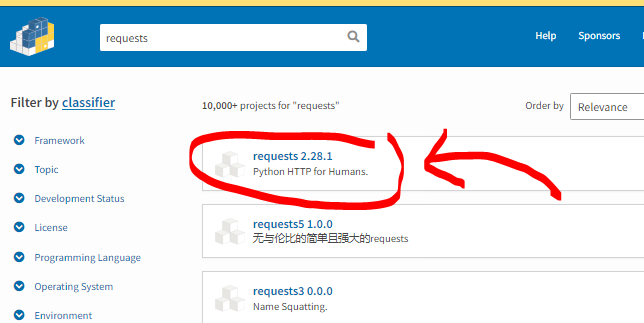 requests
Help Sponsors
Filter by classifier
10,000+ projects for "requests"
Order by Relevance
Framework
Topic
Development Status
License
Programming Language
Operating System
Environment
requests 2.28.1
Python HTTP for Humans.
requests5 1.0.0
无与伦比的简单且强大的requests
requests3 0.0.0
Name Squatting.